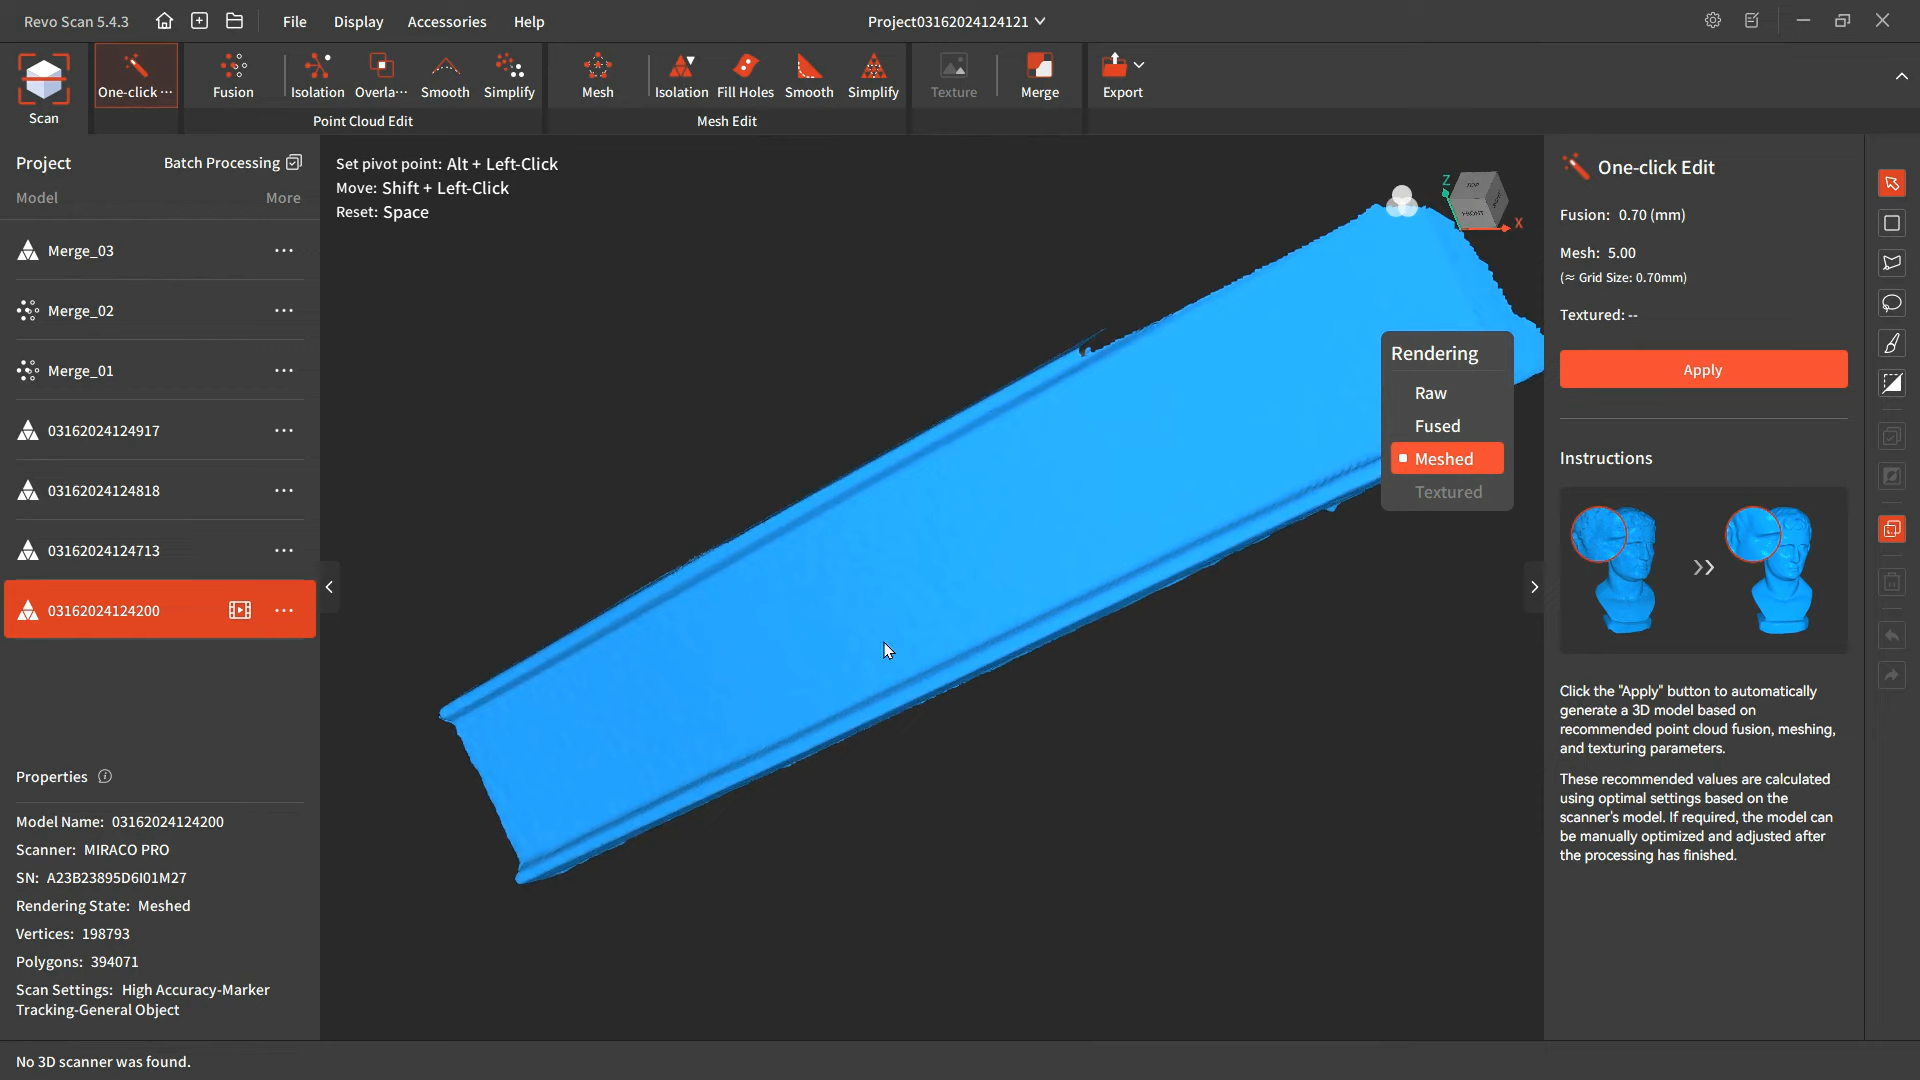 Revo Scan 5.4.3
File
Display
Accessories
Help
Project03162024124121
Scan
One-click ···
Fusion
Isolation
Overla···
Smooth
Simplify
Point Cloud Edit
Mesh
Isolation
Fill Holes
Smooth
Simplify
Mesh Edit
Texture
Merge
Export
Project
Batch Processing
Model
More
Merge_03
Merge_02
Merge_01
03162024124917
03162024124818
03162024124713
03162024124200
Properties
Model Name: 03162024124200
Scanner: MIRACO PRO
SN: A23B23895D6I01M27
Rendering State: Meshed
Vertices: 198793
Polygons: 394071
Scan Settings: High Accuracy-Marker
Tracking-General Object
No 3D scanner was found.
Set pivot point: Alt + Left-Click
Move: Shift + Left-Click
Reset: Space
Z
TOP
FRONT
X
Rendering
Raw
Fused
Meshed
Textured
One-click Edit
Fusion: 0.70 (mm)
Mesh: 5.00
(≈ Grid Size: 0.70mm)
Textured: --
Apply
Instructions
Click the "Apply" button to automatically
generate a 3D model based on
recommended point cloud fusion, meshing,
and texturing parameters.
These recommended values are calculated
using optimal settings based on the
scanner's model. If required, the model can
be manually optimized and adjusted after
the processing has finished.